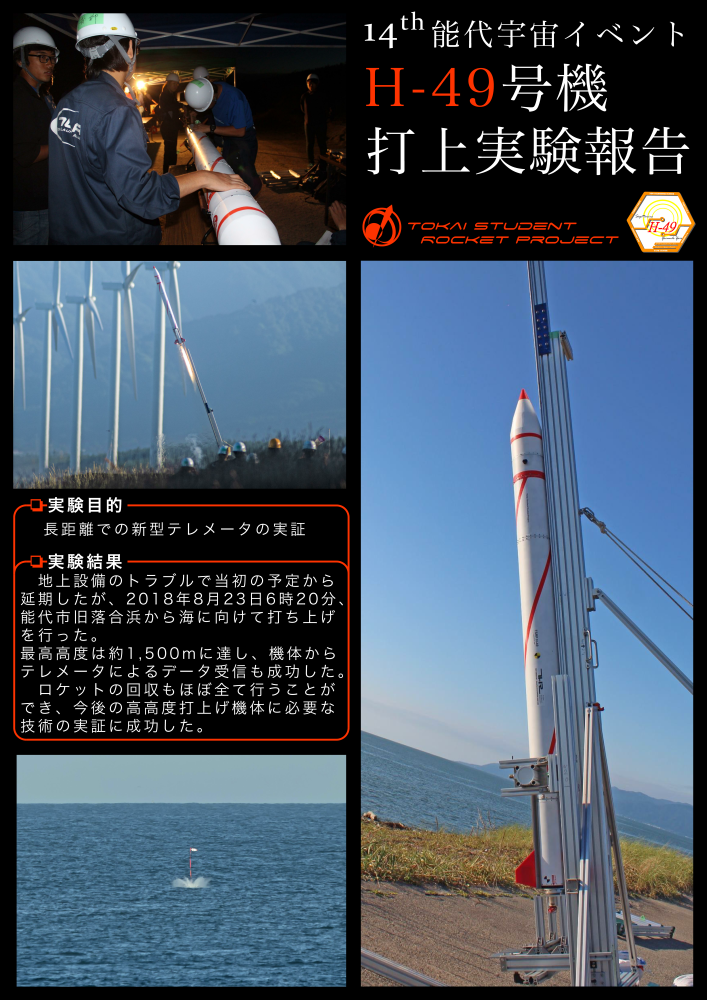 14th 能代宇宙イベント
H-49号機
打上実験報告
TOKAI STUDENT
ROCKET PROJECT
H-49
実験目的
長距離での新型テレメータの実証
実験結果
地上設備のトラブルで当初の予定から
延期したが、2018年8月23日6時20分、
能代市旧落合浜から海に向けて打ち上げ
を行った。
最高高度は約1,500mに達し、機体から
テレメータによるデータ受信も成功した。
ロケットの回収もほぼ全て行うことが
でき、今後の高高度打上げ機体に必要な
技術の実証に成功した。